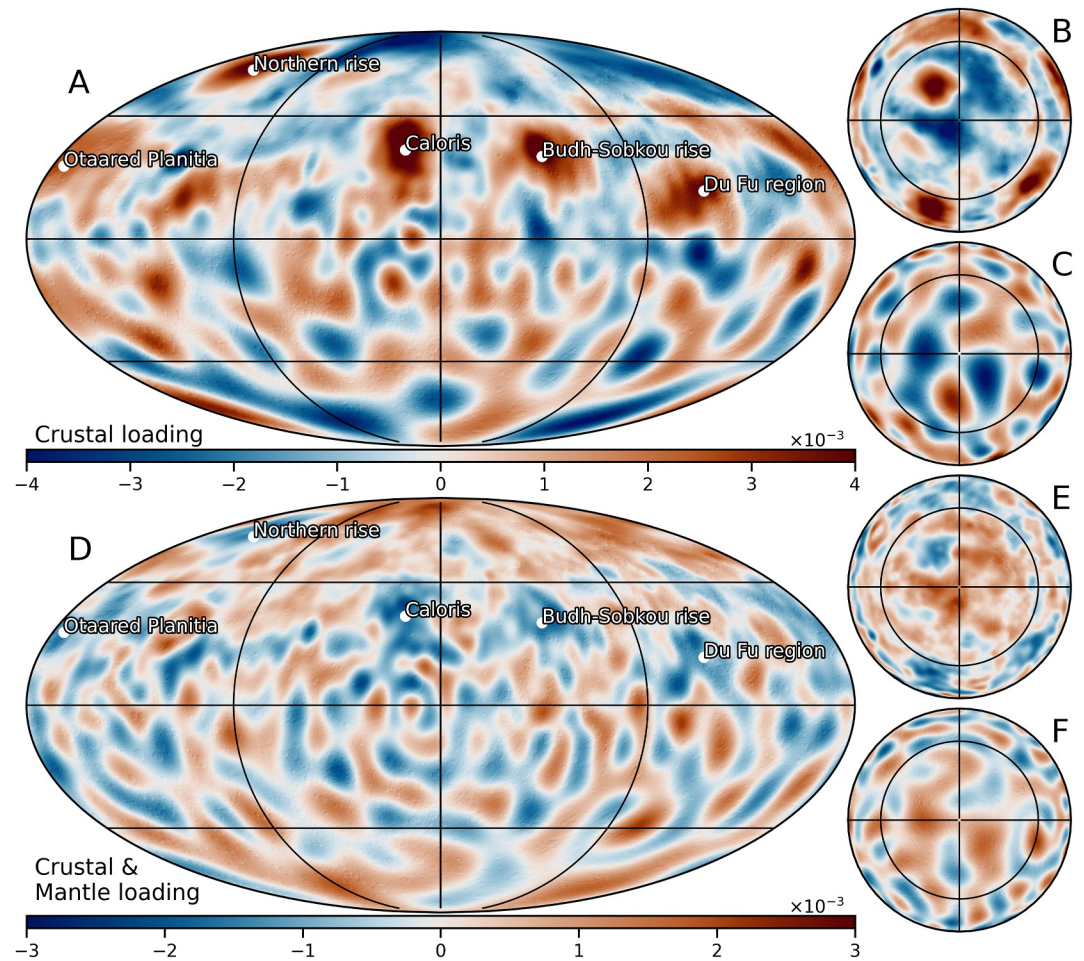 A
Northern rise
Otaared Planitia
Caloris
Budh-Sobkou rise
Du Fu region
B
C
Crustal loading
×10⁻³
−4 −3 −2 −1 0 1 2 3 4
D
Northern rise
Otaared Planitia
Caloris
Budh-Sobkou rise
Du Fu region
E
F
Crustal &
Mantle loading
×10⁻³
−3 −2 −1 0 1 2 3